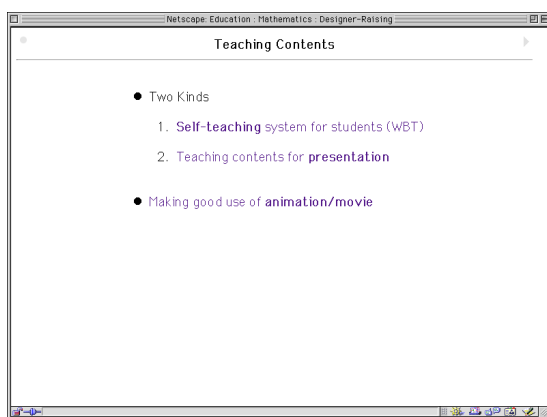 Netscape: Education : Mathematics : Designer-Raising
Teaching Contents
● Two Kinds
1. Self-teaching system for students (WBT)
2. Teaching contents for presentation
● Making good use of animation/movie